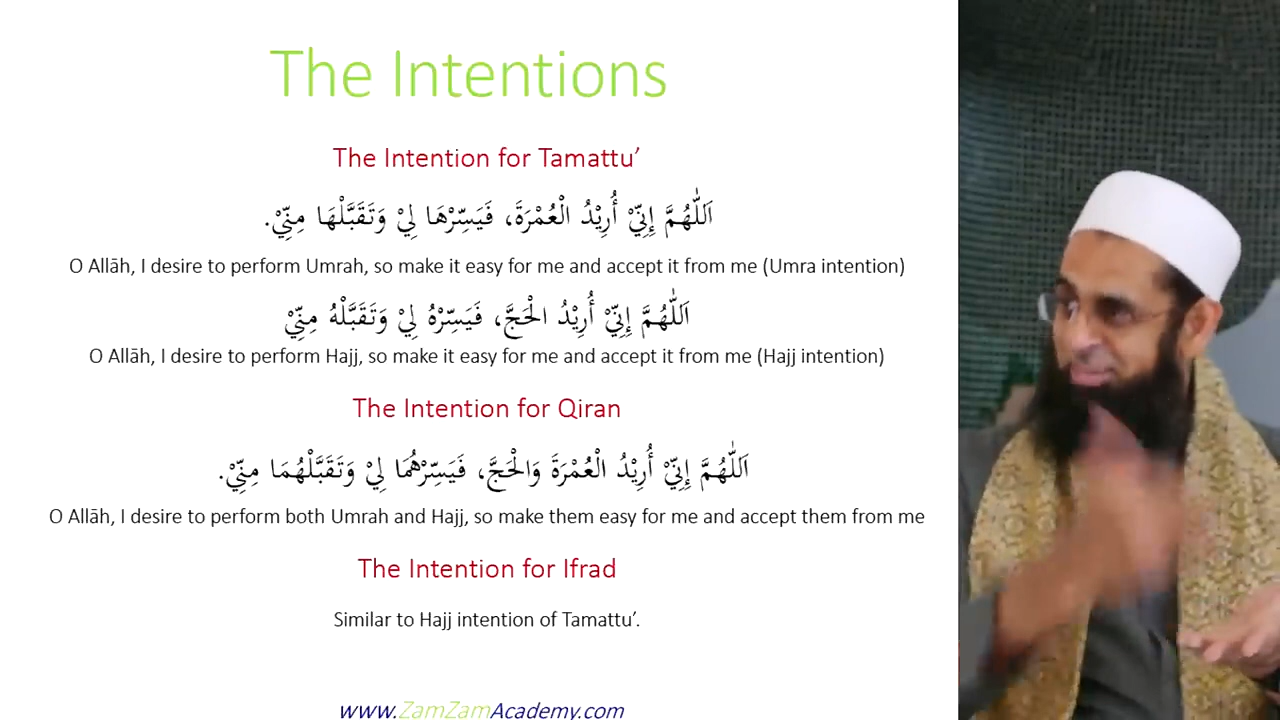 The Intentions
The Intention for Tamattu’
اَللّٰهُمَّ إِنِّيْ أُرِيْدُ الْعُمْرَةَ، فَيَسِّرْهَا لِيْ وَتَقَبَّلْهَا مِنِّيْ.
O Allāh, I desire to perform Umrah, so make it easy for me and accept it from me (Umra intention)
اَللّٰهُمَّ إِنِّيْ أُرِيْدُ الْحَجَّ، فَيَسِّرْهُ لِيْ وَتَقَبَّلْهُ مِنِّيْ
O Allāh, I desire to perform Hajj, so make it easy for me and accept it from me (Hajj intention)
The Intention for Qiran
اَللّٰهُمَّ إِنِّيْ أُرِيْدُ الْعُمْرَةَ وَالْحَجَّ، فَيَسِّرْهُمَا لِيْ وَتَقَبَّلْهُمَا مِنِّيْ.
O Allāh, I desire to perform both Umrah and Hajj, so make them easy for me and accept them from me
The Intention for Ifrad
Similar to Hajj intention of Tamattu’.
www.ZamZamAcademy.com